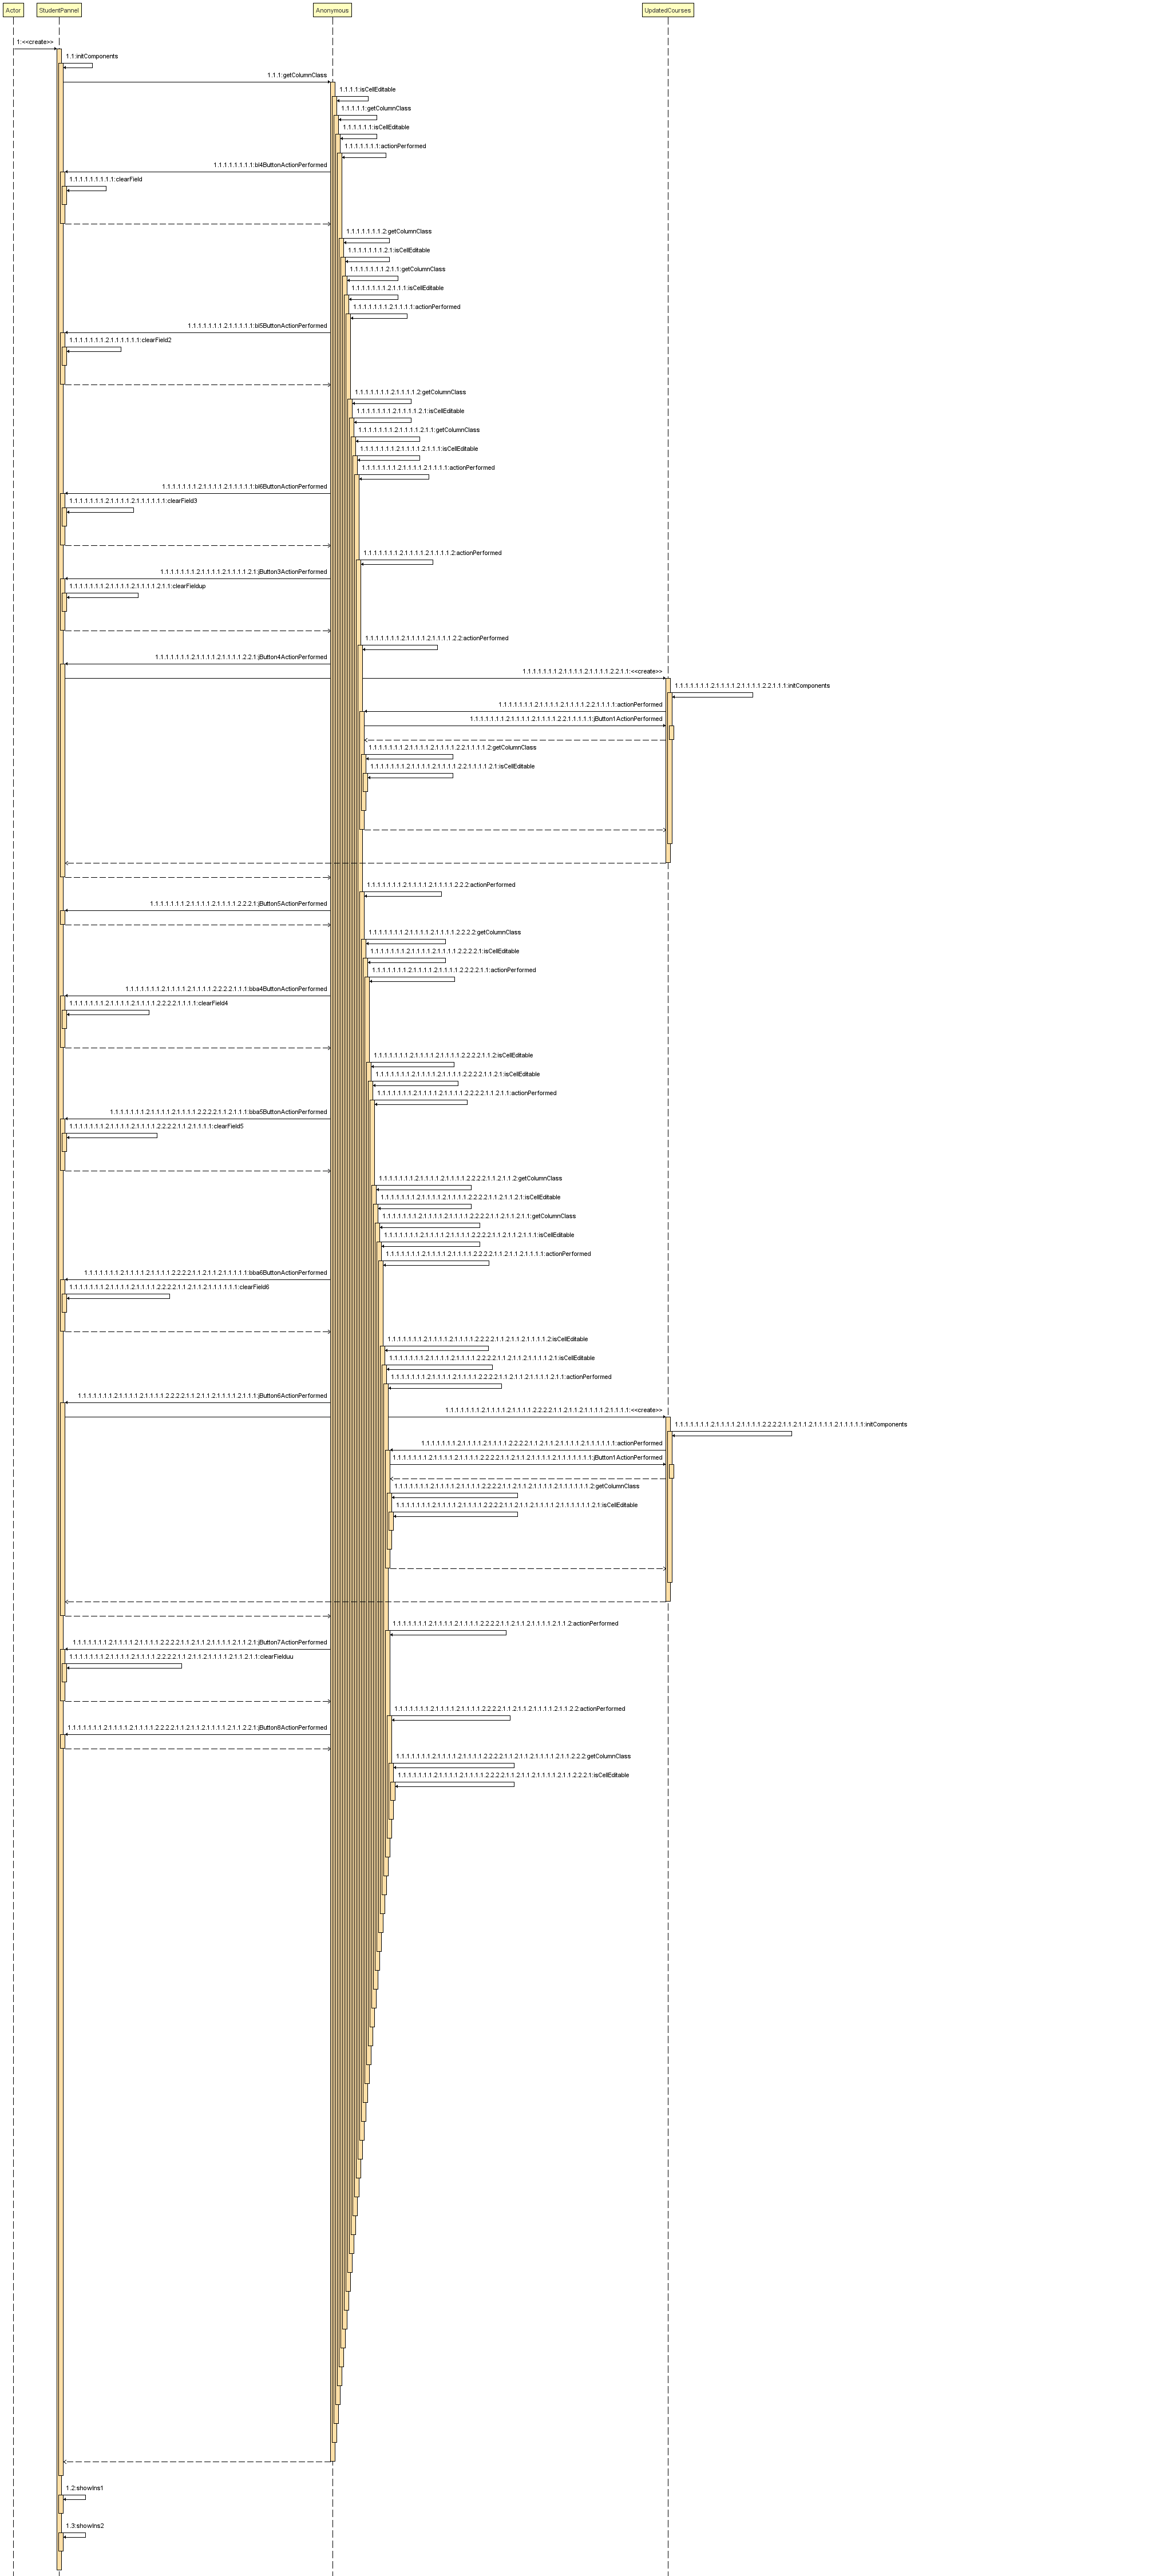 Actor
StudentPannel
Anonymous
UpdatedCourses
1:<<create>>
1.1:initComponents
1.1.1:getColumnClass
1.1.1.1:isCellEditable
1.1.1.1.1:getColumnClass
1.1.1.1.1.1:isCellEditable
1.1.1.1.1.1.1:actionPerformed
1.1.1.1.1.1.1.1:bl4ButtonActionPerformed
1.1.1.1.1.1.1.1.1:clearField
1.1.1.1.1.1.1.2:getColumnClass
1.1.1.1.1.1.1.2.1:isCellEditable
1.1.1.1.1.1.1.2.1.1:getColumnClass
1.1.1.1.1.1.1.2.1.1.1:isCellEditable
1.1.1.1.1.1.1.2.1.1.1.1:actionPerformed
1.1.1.1.1.1.1.2.1.1.1.1.1:bl5ButtonActionPerformed
1.1.1.1.1.1.1.2.1.1.1.1.1.1:clearField2
1.1.1.1.1.1.1.2.1.1.1.1.2:getColumnClass
1.1.1.1.1.1.1.2.1.1.1.1.2.1:isCellEditable
1.1.1.1.1.1.1.2.1.1.1.1.2.1.1:getColumnClass
1.1.1.1.1.1.1.2.1.1.1.1.2.1.1.1:isCellEditable
1.1.1.1.1.1.1.2.1.1.1.1.2.1.1.1.1:actionPerformed
1.1.1.1.1.1.1.2.1.1.1.1.2.1.1.1.1.1:bl6ButtonActionPerformed
1.1.1.1.1.1.1.2.1.1.1.1.2.1.1.1.1.1.1:clearField3
1.1.1.1.1.1.1.2.1.1.1.1.2.1.1.1.1.2:actionPerformed
1.1.1.1.1.1.1.2.1.1.1.1.2.1.1.1.1.2.1:jButton3ActionPerformed
1.1.1.1.1.1.1.2.1.1.1.1.2.1.1.1.1.2.1.1:clearFieldup
1.1.1.1.1.1.1.2.1.1.1.1.2.1.1.1.1.2.2:actionPerformed
1.1.1.1.1.1.1.2.1.1.1.1.2.1.1.1.1.2.2.1:jButton4ActionPerformed
1.1.1.1.1.1.1.2.1.1.1.1.2.1.1.1.1.2.2.1.1:<<create>>
1.1.1.1.1.1.1.2.1.1.1.1.2.1.1.1.1.2.2.1.1.1:initComponents
1.1.1.1.1.1.1.2.1.1.1.1.2.1.1.1.1.2.2.1.1.1.1:actionPerformed
1.1.1.1.1.1.1.2.1.1.1.1.2.1.1.1.1.2.2.1.1.1.1.1:jButton1ActionPerformed
1.1.1.1.1.1.1.2.1.1.1.1.2.1.1.1.1.2.2.1.1.1.1.2:getColumnClass
1.1.1.1.1.1.1.2.1.1.1.1.2.1.1.1.1.2.2.1.1.1.1.2.1:isCellEditable
1.1.1.1.1.1.1.2.1.1.1.1.2.1.1.1.1.2.2.2:actionPerformed
1.1.1.1.1.1.1.2.1.1.1.1.2.1.1.1.1.2.2.2.1:jButton5ActionPerformed
1.1.1.1.1.1.1.2.1.1.1.1.2.1.1.1.1.2.2.2.2:getColumnClass
1.1.1.1.1.1.1.2.1.1.1.1.2.1.1.1.1.2.2.2.2.1:isCellEditable
1.1.1.1.1.1.1.2.1.1.1.1.2.1.1.1.1.2.2.2.2.1.1:actionPerformed
1.1.1.1.1.1.1.2.1.1.1.1.2.1.1.1.1.2.2.2.2.1.1.1:bba4ButtonActionPerformed
1.1.1.1.1.1.1.2.1.1.1.1.2.1.1.1.1.2.2.2.2.1.1.1.1:clearField4
1.1.1.1.1.1.1.2.1.1.1.1.2.1.1.1.1.2.2.2.2.1.1.2:isCellEditable
1.1.1.1.1.1.1.2.1.1.1.1.2.1.1.1.1.2.2.2.2.1.1.2.1:isCellEditable
1.1.1.1.1.1.1.2.1.1.1.1.2.1.1.1.1.2.2.2.2.1.1.2.1.1:actionPerformed
1.1.1.1.1.1.1.2.1.1.1.1.2.1.1.1.1.2.2.2.2.1.1.2.1.1.1:bba5ButtonActionPerformed
1.1.1.1.1.1.1.2.1.1.1.1.2.1.1.1.1.2.2.2.2.1.1.2.1.1.1.1:clearField5
1.1.1.1.1.1.1.2.1.1.1.1.2.1.1.1.1.2.2.2.2.1.1.2.1.1.2:getColumnClass
1.1.1.1.1.1.1.2.1.1.1.1.2.1.1.1.1.2.2.2.2.1.1.2.1.1.2.1:isCellEditable
1.1.1.1.1.1.1.2.1.1.1.1.2.1.1.1.1.2.2.2.2.1.1.2.1.1.2.1.1:getColumnClass
1.1.1.1.1.1.1.2.1.1.1.1.2.1.1.1.1.2.2.2.2.1.1.2.1.1.2.1.1.1:isCellEditable
1.1.1.1.1.1.1.2.1.1.1.1.2.1.1.1.1.2.2.2.2.1.1.2.1.1.2.1.1.1.1:actionPerformed
1.1.1.1.1.1.1.2.1.1.1.1.2.1.1.1.1.2.2.2.2.1.1.2.1.1.2.1.1.1.1.1:bba6ButtonActionPerformed
1.1.1.1.1.1.1.2.1.1.1.1.2.1.1.1.1.2.2.2.2.1.1.2.1.1.2.1.1.1.1.1.1:clearField6
1.1.1.1.1.1.1.2.1.1.1.1.2.1.1.1.1.2.2.2.2.1.1.2.1.1.2.1.1.1.1.2:isCellEditable
1.1.1.1.1.1.1.2.1.1.1.1.2.1.1.1.1.2.2.2.2.1.1.2.1.1.2.1.1.1.1.2.1:isCellEditable
1.1.1.1.1.1.1.2.1.1.1.1.2.1.1.1.1.2.2.2.2.1.1.2.1.1.2.1.1.1.1.2.1.1:actionPerformed
1.1.1.1.1.1.1.2.1.1.1.1.2.1.1.1.1.2.2.2.2.1.1.2.1.1.2.1.1.1.1.2.1.1.1:jButton6ActionPerformed
1.1.1.1.1.1.1.2.1.1.1.1.2.1.1.1.1.2.2.2.2.1.1.2.1.1.2.1.1.1.1.2.1.1.1.1:<<create>>
1.1.1.1.1.1.1.2.1.1.1.1.2.1.1.1.1.2.2.2.2.1.1.2.1.1.2.1.1.1.1.2.1.1.1.1.1:initComponents
1.1.1.1.1.1.1.2.1.1.1.1.2.1.1.1.1.2.2.2.2.1.1.2.1.1.2.1.1.1.1.2.1.1.1.1.1.1:actionPerformed
1.1.1.1.1.1.1.2.1.1.1.1.2.1.1.1.1.2.2.2.2.1.1.2.1.1.2.1.1.1.1.2.1.1.1.1.1.1.1:jButton1ActionPerformed
1.1.1.1.1.1.1.2.1.1.1.1.2.1.1.1.1.2.2.2.2.1.1.2.1.1.2.1.1.1.1.2.1.1.1.1.1.1.2:getColumnClass
1.1.1.1.1.1.1.2.1.1.1.1.2.1.1.1.1.2.2.2.2.1.1.2.1.1.2.1.1.1.1.2.1.1.1.1.1.1.2.1:isCellEditable
1.1.1.1.1.1.1.2.1.1.1.1.2.1.1.1.1.2.2.2.2.1.1.2.1.1.2.1.1.1.1.2.1.1.2:actionPerformed
1.1.1.1.1.1.1.2.1.1.1.1.2.1.1.1.1.2.2.2.2.1.1.2.1.1.2.1.1.1.1.2.1.1.2.1:jButton7ActionPerformed
1.1.1.1.1.1.1.2.1.1.1.1.2.1.1.1.1.2.2.2.2.1.1.2.1.1.2.1.1.1.1.2.1.1.2.1.1:clearFielduu
1.1.1.1.1.1.1.2.1.1.1.1.2.1.1.1.1.2.2.2.2.1.1.2.1.1.2.1.1.1.1.2.1.1.2.2:actionPerformed
1.1.1.1.1.1.1.2.1.1.1.1.2.1.1.1.1.2.2.2.2.1.1.2.1.1.2.1.1.1.1.2.1.1.2.2.1:jButton8ActionPerformed
1.1.1.1.1.1.1.2.1.1.1.1.2.1.1.1.1.2.2.2.2.1.1.2.1.1.2.1.1.1.1.2.1.1.2.2.2:getColumnClass
1.1.1.1.1.1.1.2.1.1.1.1.2.1.1.1.1.2.2.2.2.1.1.2.1.1.2.1.1.1.1.2.1.1.2.2.2.1:isCellEditable
1.2:showIns1
1.3:showIns2